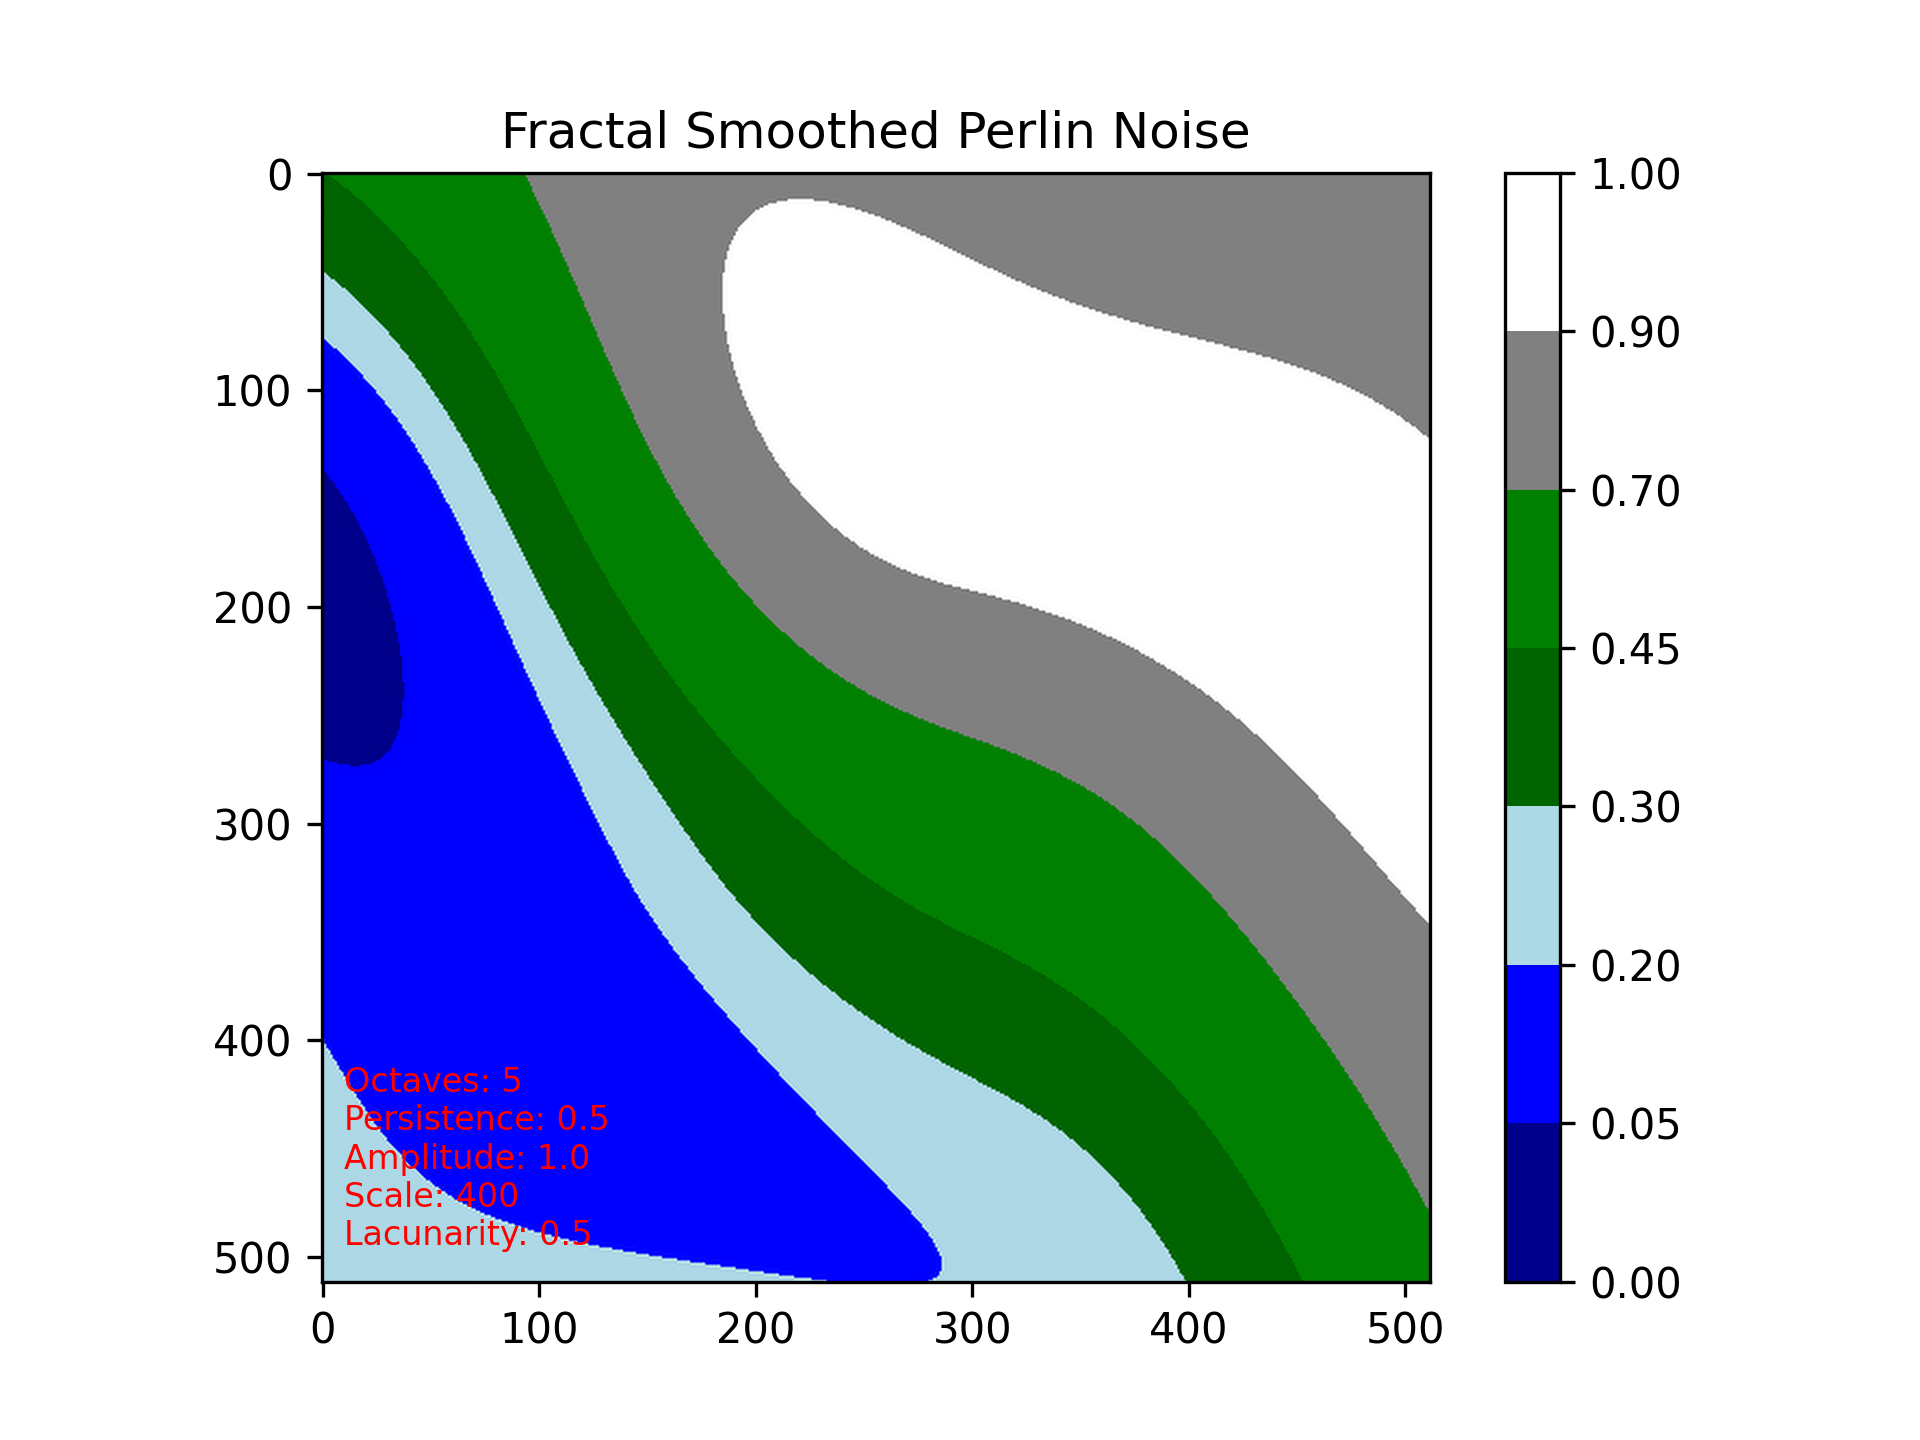 Fractal Smoothed Perlin Noise
0
100
200
300
400
500
Octaves: 5
Persistence: 0.5
Amplitude: 1.0
Scale: 400
Lacunarity: 0.5
0 100 200 300 400 500
1.00
0.90
0.70
0.45
0.30
0.20
0.05
0.00